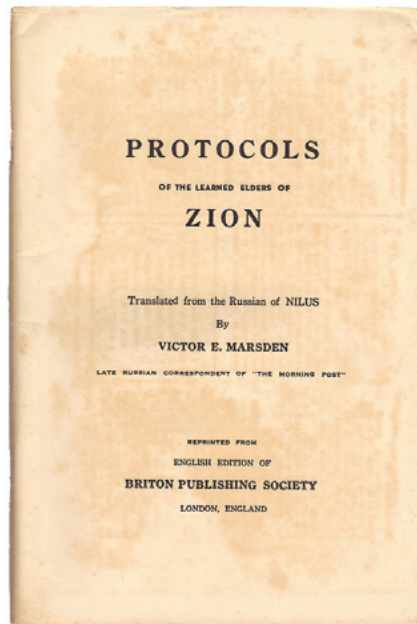 PROTOCOLS
OF THE LEARNED ELDERS OF
ZION
Translated from the Russian of NILUS
By
VICTOR E. MARSDEN
LATE RUSSIAN CORRESPONDENT OF "THE MORNING POST"
REPRINTED FROM
ENGLISH EDITION OF
BRITON PUBLISHING SOCIETY
LONDON, ENGLAND